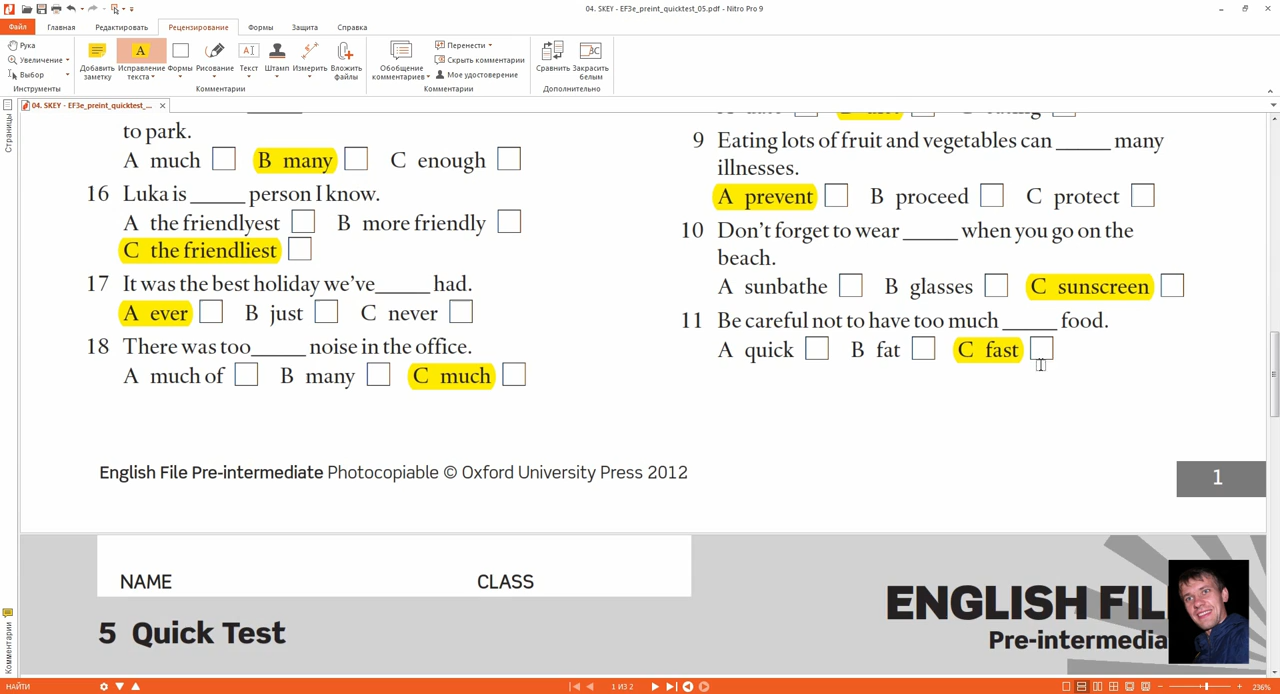 04. SKEY - EF3e_preint_quicktest_05.pdf - Nitro Pro 9
Файл
Главная
Редактировать
Рецензирование
Формы
Защита
Справка
Рука
Увеличение
Выбор
Инструменты
Добавить заметку
Исправление текста
Формы
Рисование
Текст
Штамп
Измерить
Вложить файлы
Комментарии
Обобщение комментариев
Перенести
Скрыть комментарии
Мое удостоверение
Комментарии
Сравнить
Закрасить белым
Дополнительно
04. SKEY - EF3e_preint_quicktest_...
Страницы
Комментарии
to park.
A much B many C enough
16 Luka is _____ person I know.
A the friendlyest B more friendly
C the friendliest
17 It was the best holiday we’ve_____ had.
A ever B just C never
18 There was too_____ noise in the office.
A much of B many C much
9 Eating lots of fruit and vegetables can _____ many
illnesses.
A prevent B proceed C protect
10 Don’t forget to wear _____ when you go on the
beach.
A sunbathe B glasses C sunscreen
11 Be careful not to have too much _____ food.
A quick B fat C fast
English File Pre-intermediate Photocopiable © Oxford University Press 2012
1
NAME CLASS
5 Quick Test
ENGLISH FIL
Pre-intermedia
НАЙТИ
1 ИЗ 2
236%